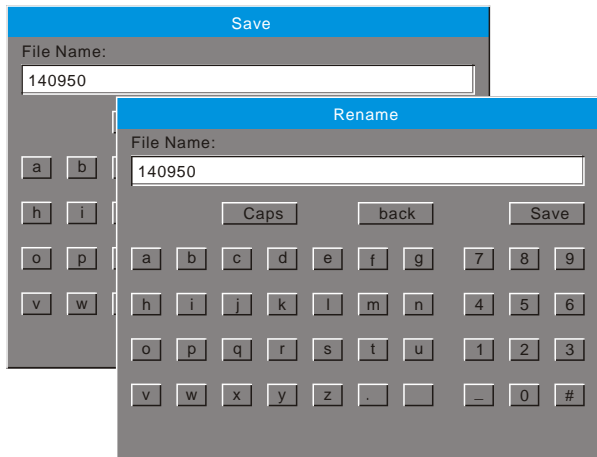 Save
File Name:
140950
a b
h i
o p
v w
Rename
File Name:
140950
Caps back Save
a b c d e f g 7 8 9
h i j k l m n 4 5 6
o p q r s t u 1 2 3
v w x y z . _ 0 #